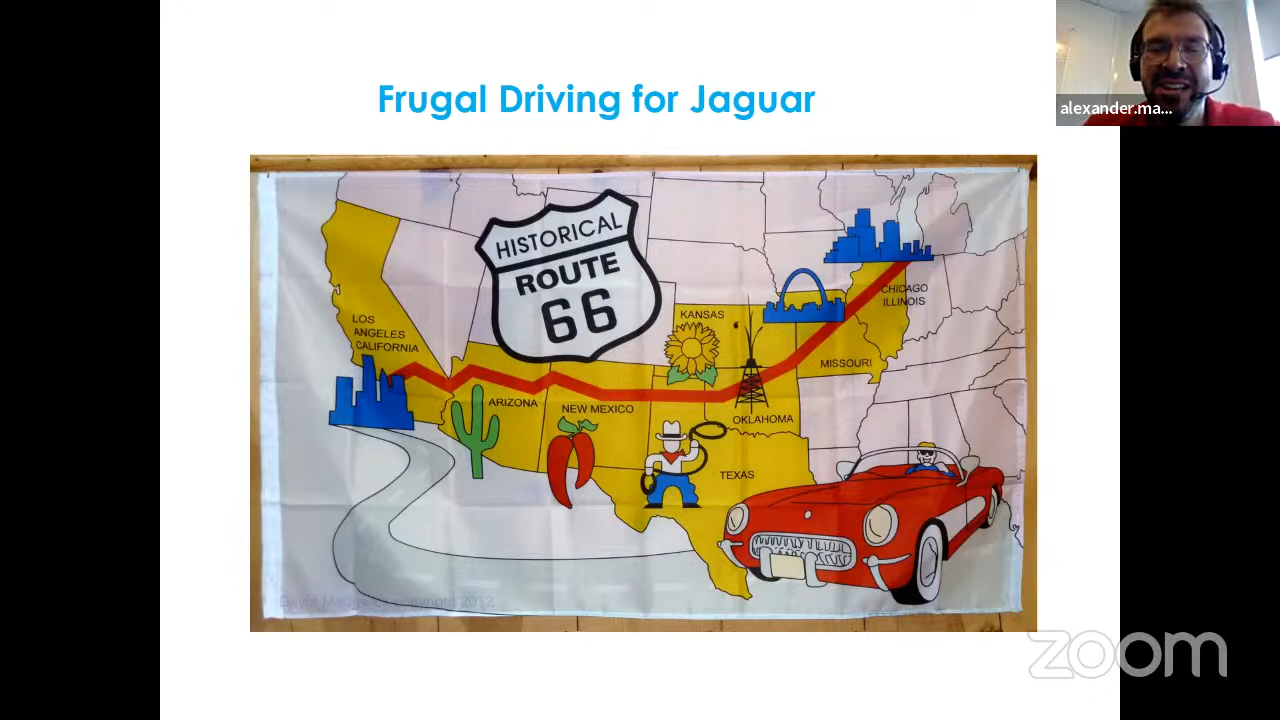 Frugal Driving for Jaguar
alexander.ma...
HISTORICAL
ROUTE
66
CHICAGO
ILLINOIS
KANSAS
LOS
ANGELES
CALIFORNIA
MISSOURI
ARIZONA
NEW MEXICO
OKLAHOMA
TEXAS
zoom